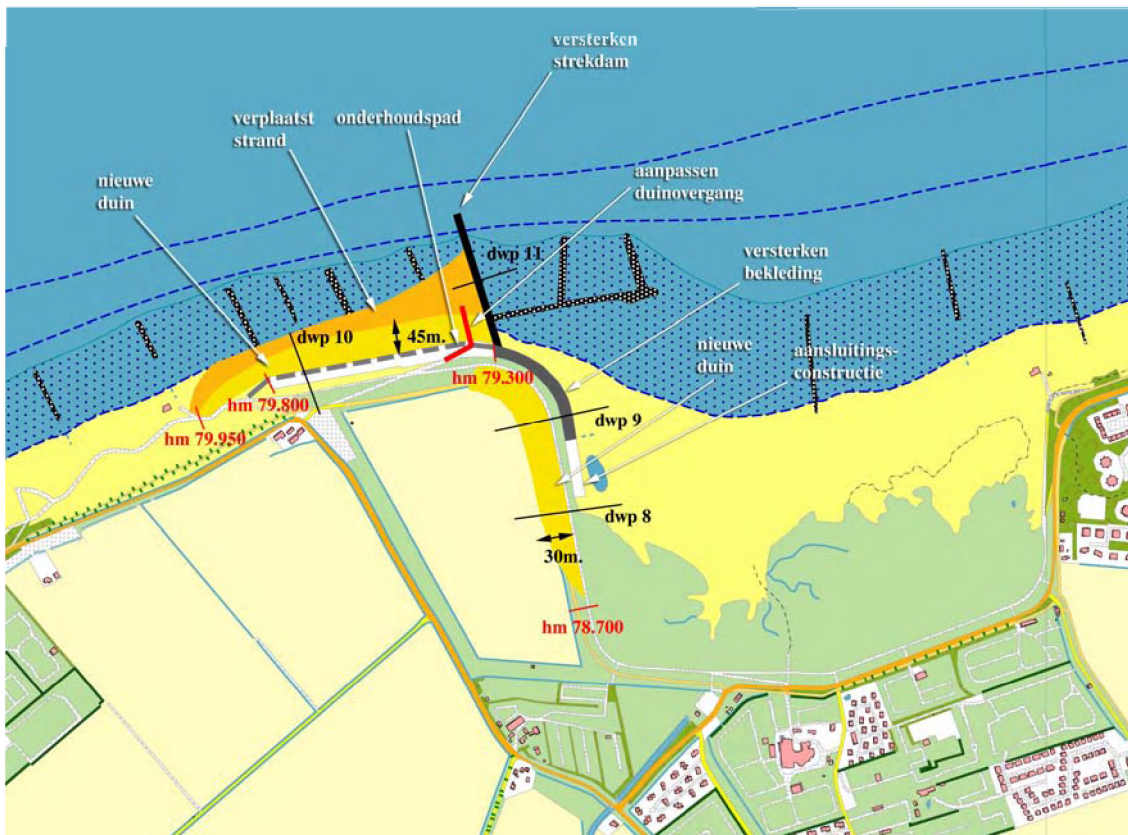 versterken
strekdam
verplaatst
strand
onderhoudspad
aanpassen
duinovergang
nieuwe
duin
dwp 11
versterken
bekleding
dwp 10
45m.
nieuwe
duin
aansluitings-
constructie
hm 79.300
hm 79.800
hm 79.950
dwp 9
dwp 8
30m.
hm 78.700